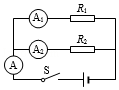 A₁ R₁
A₂ R₂
A S